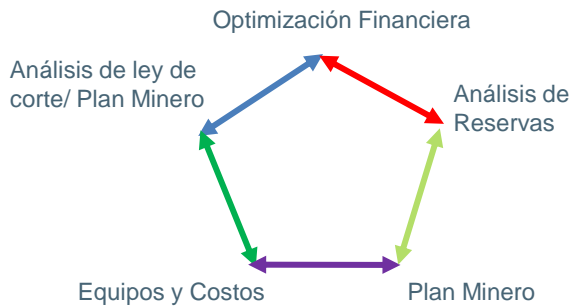 Optimización Financiera
Análisis de ley de
corte/ Plan Minero
Análisis de
Reservas
Equipos y Costos
Plan Minero